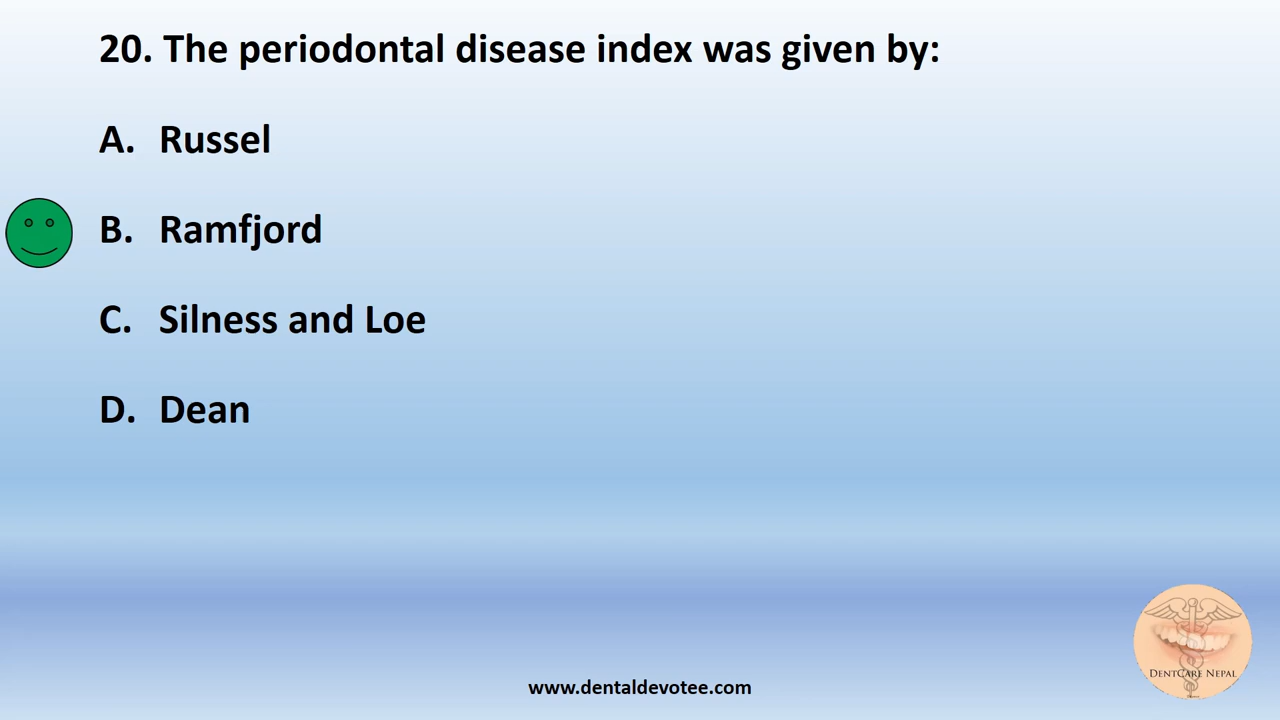 20. The periodontal disease index was given by:
A. Russel
B. Ramfjord
C. Silness and Loe
D. Dean
DENTCARE NEPAL
www.dentaldevotee.com